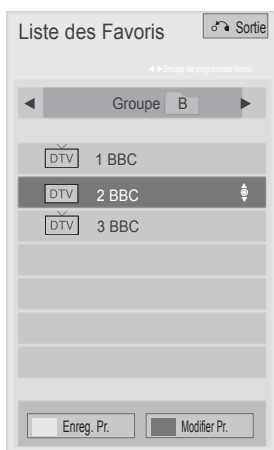 Liste des Favoris
Sortie
◄ ► Groupe de programmes favoris
◄ Groupe B ►
DTV 1 BBC
DTV 2 BBC
DTV 3 BBC
Enreg. Pr. Modifier Pr.